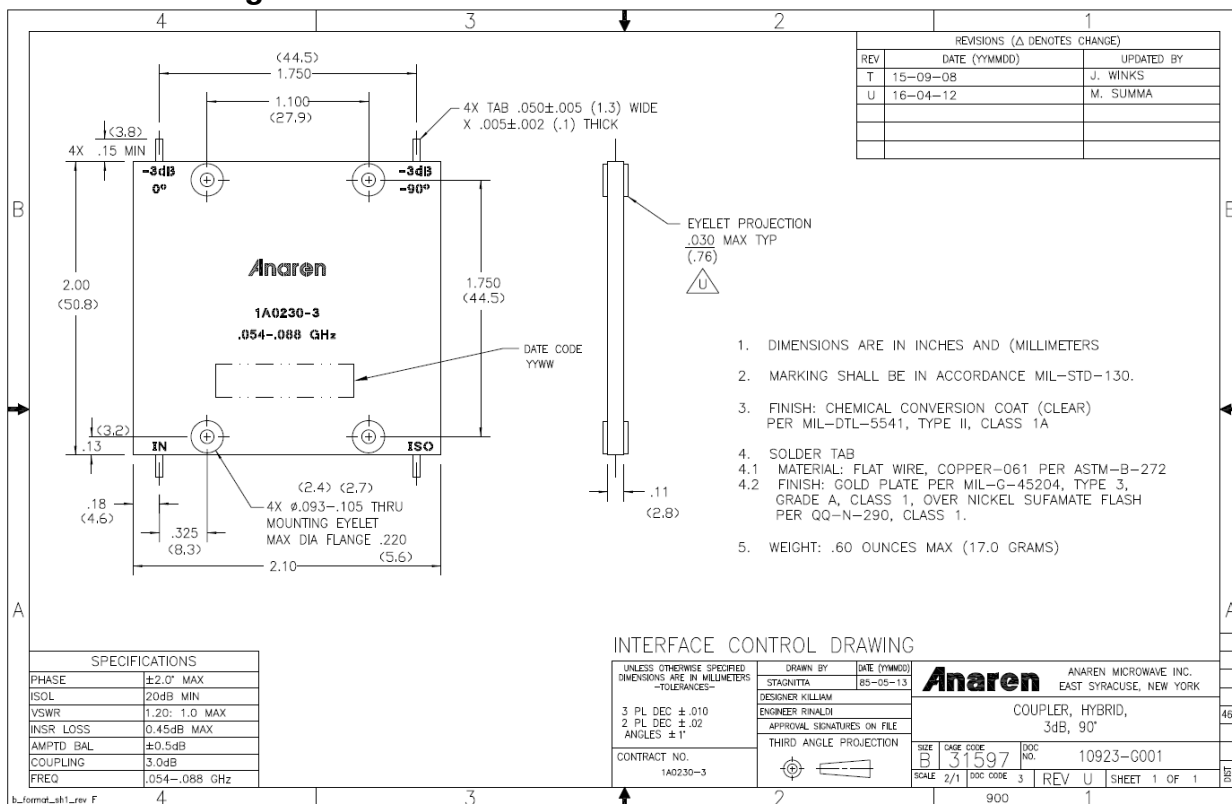 4 3 2 1
REVISIONS (△ DENOTES CHANGE)
REV DATE (YYMMDD) UPDATED BY
T 15-09-08 J. WINKS
U 16-04-12 M. SUMMA
(44.5)
1.750
1.100
(27.9)
4X TAB .050±.005 (1.3) WIDE
X .005±.002 (.1) THICK
(3.8)
4X .15 MIN
-3dB
0°
-3dB
-90°
B
EYELET PROJECTION
.030 MAX TYP
(.76)
U
2.00
(50.8)
Anaren
1A0230-3
.054-.088 GHz
1.750
(44.5)
DATE CODE
YYWW
(3.2)
.13
IN
ISO
.18
(4.6)
.325
(8.3)
(2.4) (2.7)
4X Ø.093-.105 THRU
MOUNTING EYELET
MAX DIA FLANGE .220
(5.6)
2.10
.11
(2.8)
1. DIMENSIONS ARE IN INCHES AND (MILLIMETERS
2. MARKING SHALL BE IN ACCORDANCE MIL-STD-130.
3. FINISH: CHEMICAL CONVERSION COAT (CLEAR)
PER MIL-DTL-5541, TYPE II, CLASS 1A
4. SOLDER TAB
4.1 MATERIAL: FLAT WIRE, COPPER-061 PER ASTM-B-272
4.2 FINISH: GOLD PLATE PER MIL-G-45204, TYPE 3,
GRADE A, CLASS 1, OVER NICKEL SUFAMATE FLASH
PER QQ-N-290, CLASS 1.
5. WEIGHT: .60 OUNCES MAX (17.0 GRAMS)
A
SPECIFICATIONS
PHASE ±2.0° MAX
ISOL 20dB MIN
VSWR 1.20: 1.0 MAX
INSR LOSS 0.45dB MAX
AMPTD BAL ±0.5dB
COUPLING 3.0dB
FREQ .054-.088 GHz
INTERFACE CONTROL DRAWING
UNLESS OTHERWISE SPECIFIED
DIMENSIONS ARE IN MILLIMETERS
-TOLERANCES-
3 PL DEC ± .010
2 PL DEC ± .02
ANGLES ± 1°
CONTRACT NO.
1A0230-3
DRAWN BY DATE (YYMMDD)
STAGNITTA 85-05-13
DESIGNER KILLIAM
ENGINEER RINALDI
APPROVAL SIGNATURES ON FILE
THIRD ANGLE PROJECTION
Anaren
ANAREN MICROWAVE INC.
EAST SYRACUSE, NEW YORK
COUPLER, HYBRID,
3dB, 90°
SIZE B CAGE CODE 31597 DOC NO. 10923-G001
SCALE 2/1 DOC CODE 3 REV U SHEET 1 OF 1
46
DIST
b_format_sh1_rev F
4 3 2 900 1